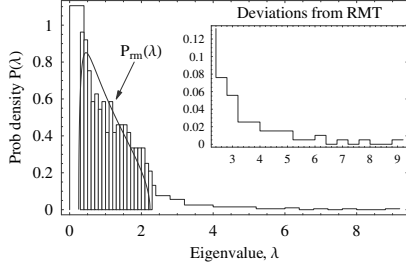 Deviations from RMT
0.12
0.1
0.08
0.06
0.04
0.02
0
3 4 5 6 7 8 9
P_rm(λ)
Prob density P(λ)
1
0.8
0.6
0.4
0.2
0
0 2 4 6 8
Eigenvalue, λ